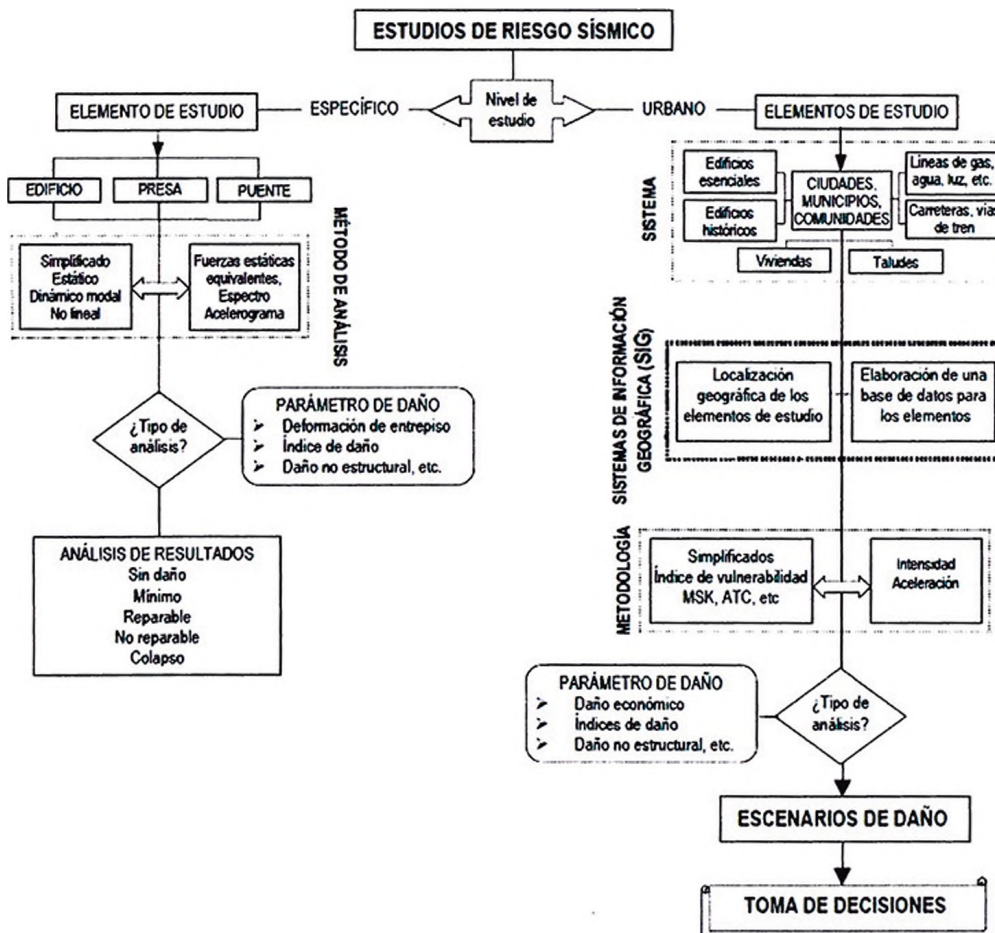 ESTUDIOS DE RIESGO SÍSMICO
Nivel de
estudio
ESPECÍFICO
URBANO
ELEMENTO DE ESTUDIO
EDIFICIO
PRESA
PUENTE
MÉTODO DE ANÁLISIS
Simplificado
Estático
Dinámico modal
No lineal
Fuerzas estáticas
equivalentes,
Espectro
Acelerograma
¿Tipo de
análisis?
PARÁMETRO DE DAÑO
➢ Deformación de entrepiso
➢ Índice de daño
➢ Daño no estructural, etc.
ANÁLISIS DE RESULTADOS
Sin daño
Mínimo
Reparable
No reparable
Colapso
ELEMENTOS DE ESTUDIO
SISTEMA
Edificios
esenciales
Edificios
históricos
CIUDADES,
MUNICIPIOS,
COMUNIDADES
Líneas de gas,
agua, luz, etc.
Carreteras, vias
de tren
Viviendas
Taludes
SISTEMAS DE INFORMACIÓN
GEOGRÁFICA (SIG)
Localización
geográfica de los
elementos de estudio
Elaboración de una
base de datos para
los elementos
METODOLOGÍA
Simplificados
Índice de vulnerabilidad
MSK, ATC, etc
Intensidad
Aceleración
PARÁMETRO DE DAÑO
➢ Daño económico
➢ Índices de daño
➢ Daño no estructural, etc.
¿Tipo de
análisis?
ESCENARIOS DE DAÑO
TOMA DE DECISIONES